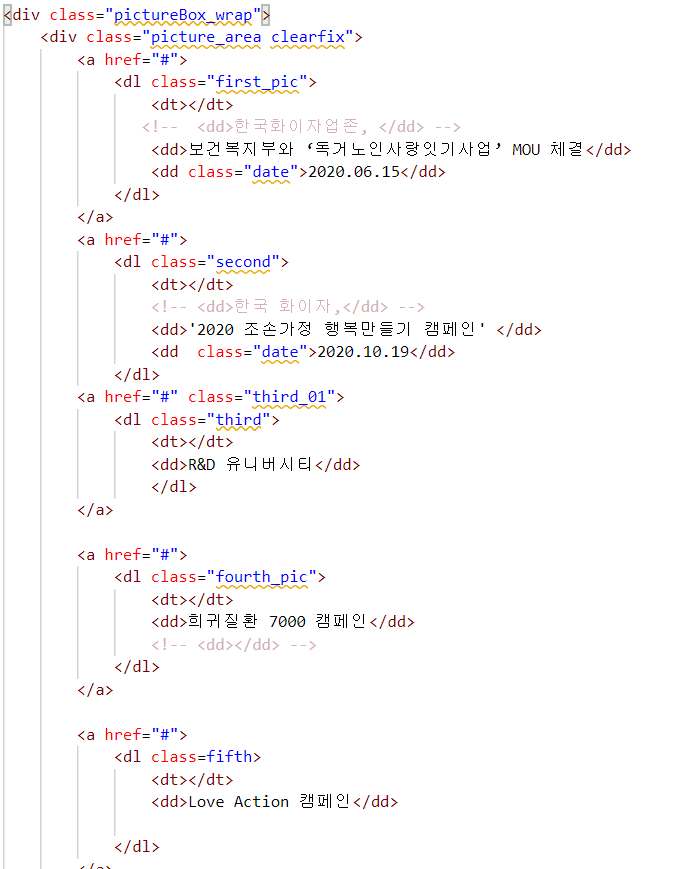 <div class="pictureBox_wrap">
<div class="picture_area clearfix">
<a href="#">
<dl class="first_pic">
<dt></dt>
<!--  <dd>한국화이자업존, </dd> -->
<dd>보건복지부와 ‘독거노인사랑잇기사업’ MOU 체결</dd>
<dd class="date">2020.06.15</dd>
</dl>
</a>
<a href="#">
<dl class="second">
<dt></dt>
<!-- <dd>한국 화이자,</dd> -->
<dd>'2020 조손가정 행복만들기 캠페인' </dd>
<dd  class="date">2020.10.19</dd>
</dl>
<a href="#" class="third_01">
<dl class="third">
<dt></dt>
<dd>R&D 유니버시티</dd>
</dl>
</a>
<a href="#">
<dl class="fourth_pic">
<dt></dt>
<dd>희귀질환 7000 캠페인</dd>
<!-- <dd></dd> -->
</dl>
</a>
<a href="#">
<dl class=fifth>
<dt></dt>
<dd>Love Action 캠페인</dd>
</dl>
</a>